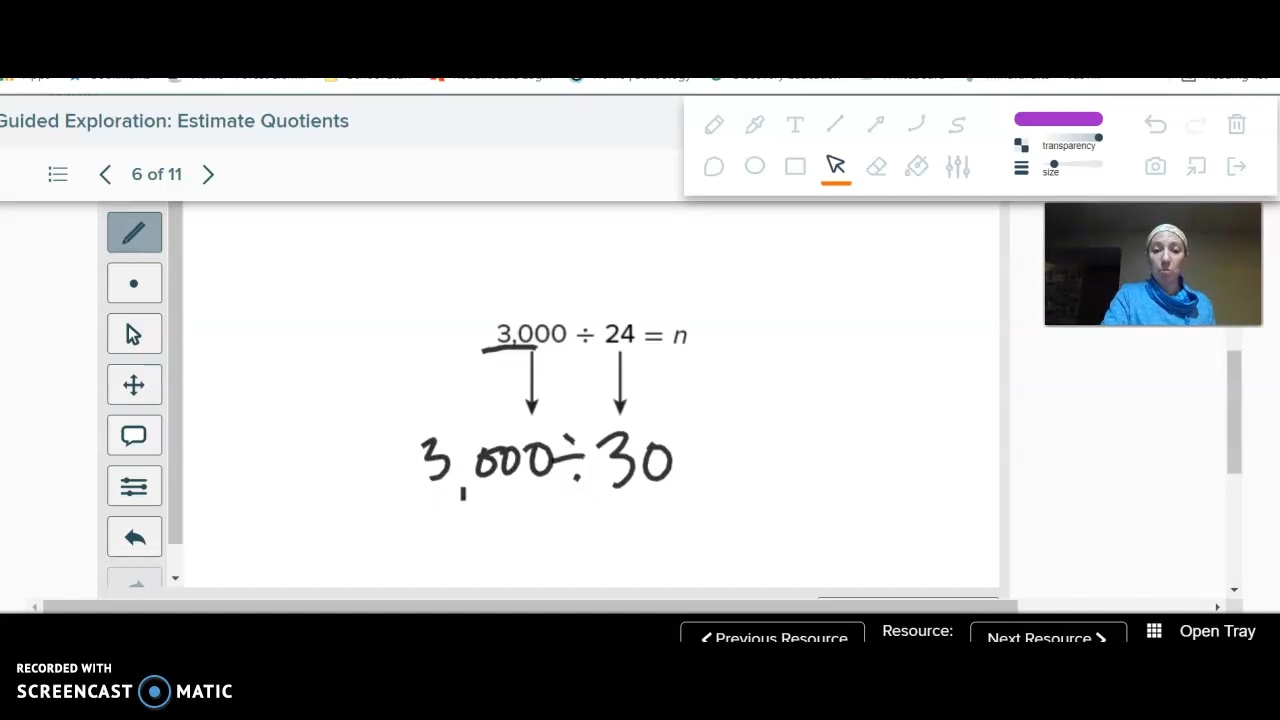 Guided Exploration: Estimate Quotients
6 of 11
T
transparency
size
3,000 ÷ 24 = n
3,000 ÷ 30
Previous Resource
Resource:
Next Resource
Open Tray
RECORDED WITH
SCREENCAST MATIC